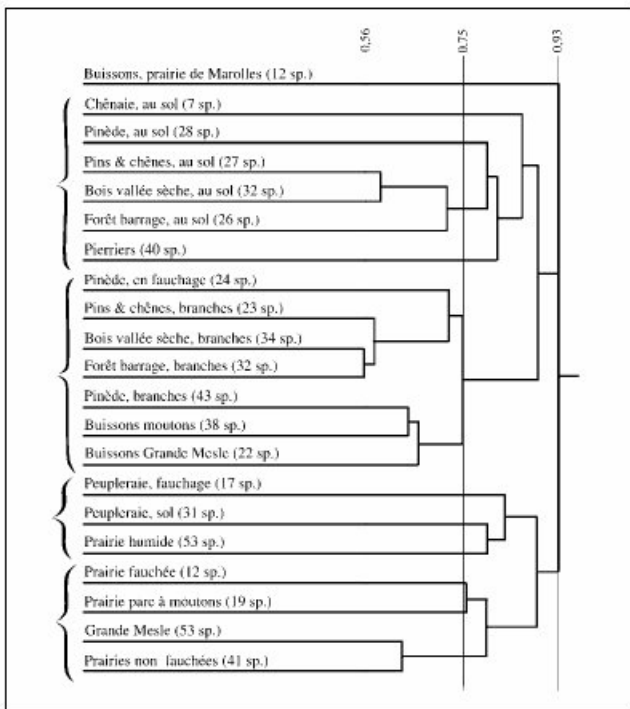 0,56
0,75
0,93
Buissons, prairie de Marolles (12 sp.)
Chênaie, au sol (7 sp.)
Pinède, au sol (28 sp.)
Pins & chênes, au sol (27 sp.)
Bois vallée sèche, au sol (32 sp.)
Forêt barrage, au sol (26 sp.)
Pierriers (40 sp.)
Pinède, en fauchage (24 sp.)
Pins & chênes, branches (23 sp.)
Bois vallée sèche, branches (34 sp.)
Forêt barrage, branches (32 sp.)
Pinède, branches (43 sp.)
Buissons moutons (38 sp.)
Buissons Grande Mesle (22 sp.)
Peupleraie, fauchage (17 sp.)
Peupleraie, sol (31 sp.)
Prairie humide (53 sp.)
Prairie fauchée (12 sp.)
Prairie parc à moutons (19 sp.)
Grande Mesle (53 sp.)
Prairies non fauchées (41 sp.)